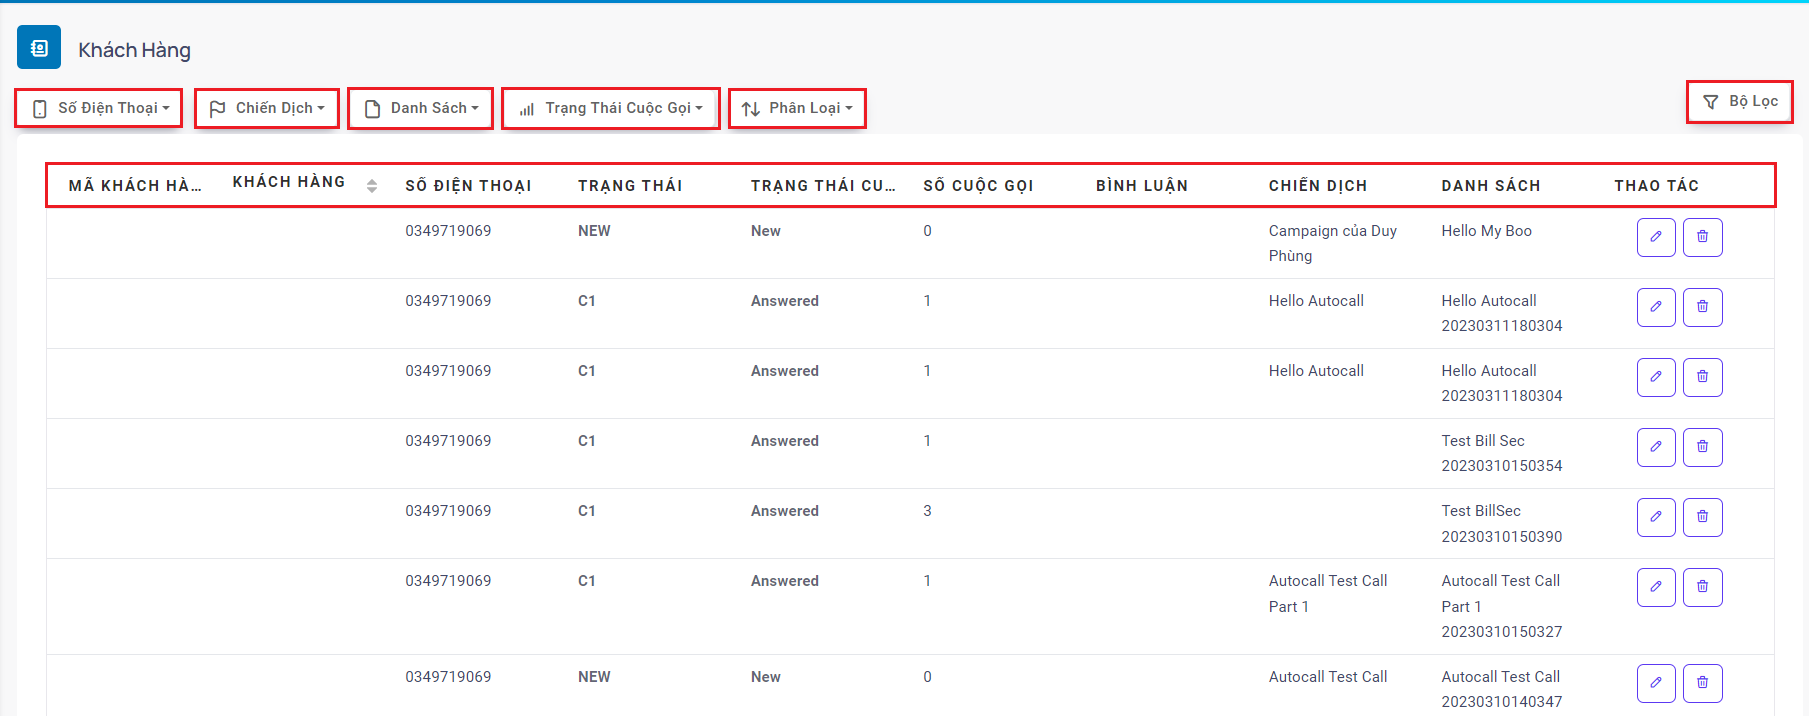 Khách Hàng
Số Điện Thoại Chiến Dịch Danh Sách Trạng Thái Cuộc Gọi Phân Loại Bộ Lọc
MÃ KHÁCH HÀ... KHÁCH HÀNG SỐ ĐIỆN THOẠI TRẠNG THÁI TRẠNG THÁI CU... SỐ CUỘC GỌI BÌNH LUẬN CHIẾN DỊCH DANH SÁCH THAO TÁC
0349719069 NEW New 0 Campaign của Duy Hello My Boo
Phùng
0349719069 C1 Answered 1 Hello Autocall Hello Autocall
20230311180304
0349719069 C1 Answered 1 Hello Autocall Hello Autocall
20230311180304
0349719069 C1 Answered 1 Test Bill Sec
20230310150354
0349719069 C1 Answered 3 Test BillSec
20230310150390
0349719069 C1 Answered 1 Autocall Test Call Autocall Test Call
Part 1 Part 1
20230310150327
0349719069 NEW New 0 Autocall Test Call Autocall Test Call
20230310140347